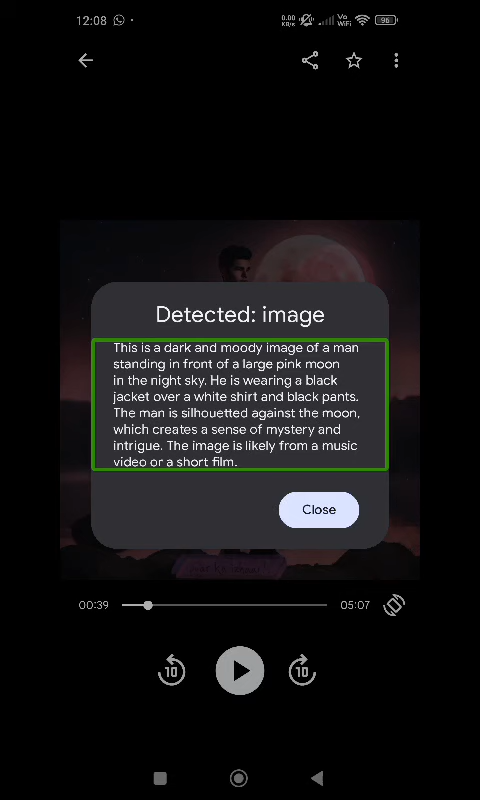 12:08
0.00 KB/s Vo WiFi 96
Detected: image
This is a dark and moody image of a man
standing in front of a large pink moon
in the night sky. He is wearing a black
jacket over a white shirt and black pants.
The man is silhouetted against the moon,
which creates a sense of mystery and
intrigue. The image is likely from a music
video or a short film.
Close
00:39
05:07
10
10